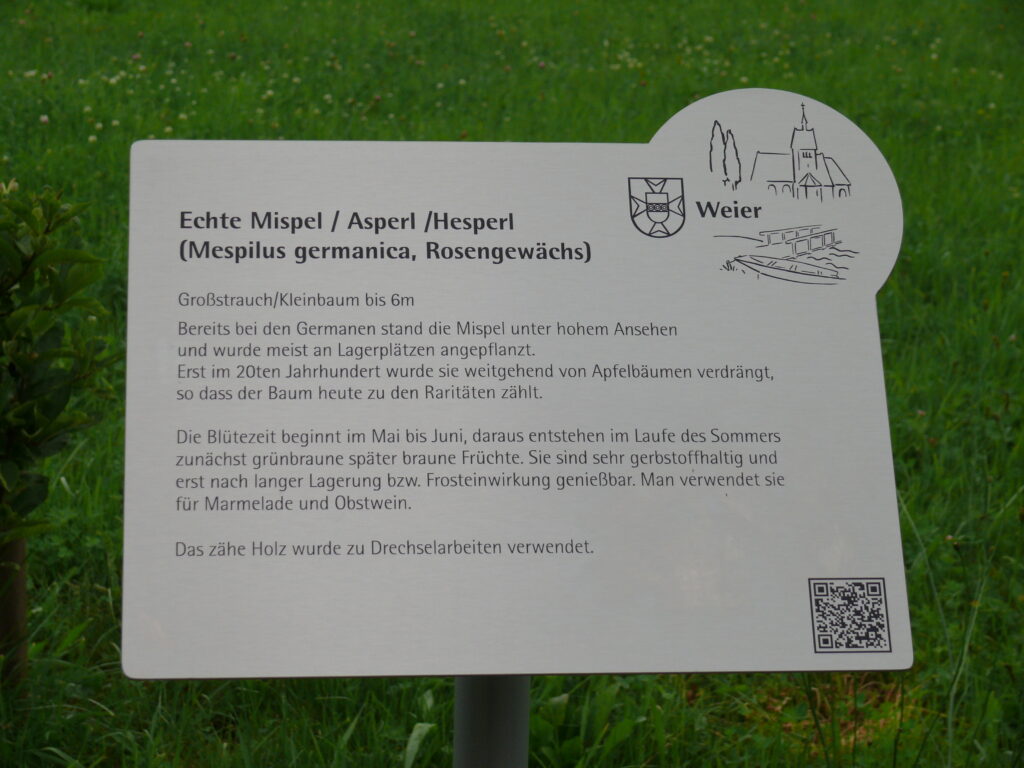 Echte Mispel / Asperl /Hesperl
(Mespilus germanica, Rosengewächs)
Weier
Großstrauch/Kleinbaum bis 6m
Bereits bei den Germanen stand die Mispel unter hohem Ansehen
und wurde meist an Lagerplätzen angepflanzt.
Erst im 20ten Jahrhundert wurde sie weitgehend von Apfelbäumen verdrängt,
so dass der Baum heute zu den Raritäten zählt.
Die Blütezeit beginnt im Mai bis Juni, daraus entstehen im Laufe des Sommers
zunächst grünbraune später braune Früchte. Sie sind sehr gerbstoffhaltig und
erst nach langer Lagerung bzw. Frosteinwirkung genießbar. Man verwendet sie
für Marmelade und Obstwein.
Das zähe Holz wurde zu Drechselarbeiten verwendet.